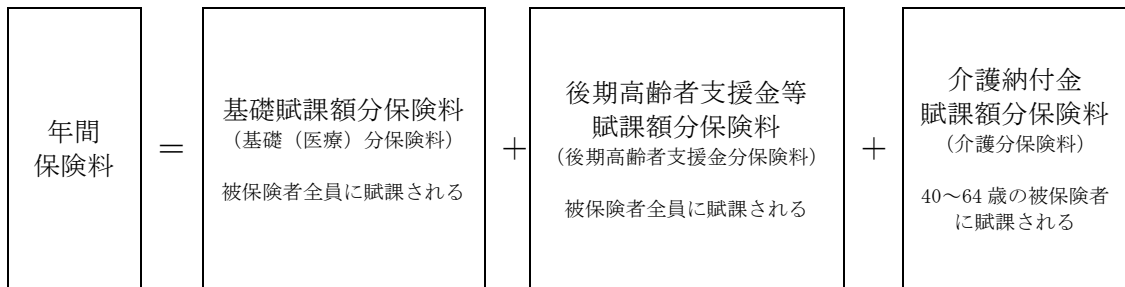 年間
保険料
＝
基礎賦課額分保険料
（基礎（医療）分保険料）
被保険者全員に賦課される
＋
後期高齢者支援金等
賦課額分保険料
（後期高齢者支援金分保険料）
被保険者全員に賦課される
＋
介護納付金
賦課額分保険料
（介護分保険料）
40～64 歳の被保険者
に賦課される